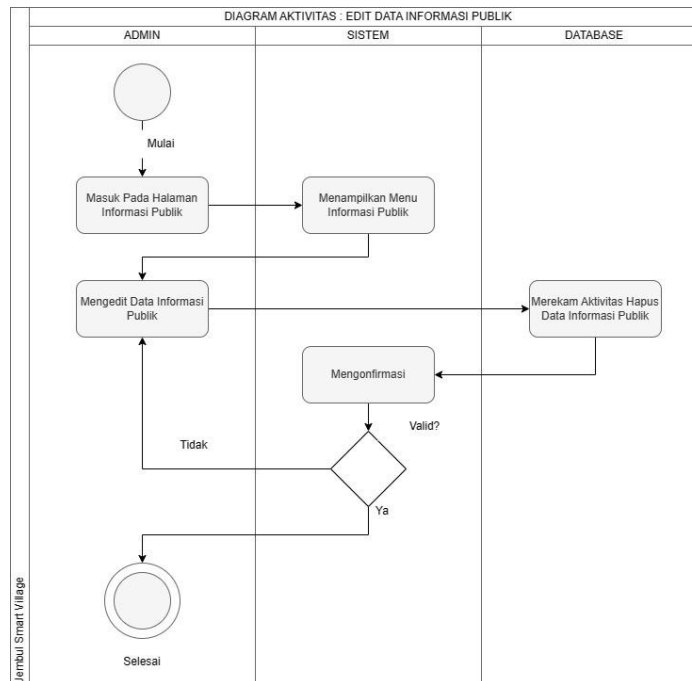 DIAGRAM AKTIVITAS : EDIT DATA INFORMASI PUBLIK
ADMIN
SISTEM
DATABASE
Mulai
Masuk Pada Halaman
Informasi Publik
Menampilkan Menu
Informasi Publik
Mengedit Data Informasi
Publik
Merekam Aktivitas Hapus
Data Informasi Publik
Mengonfirmasi
Valid?
Tidak
Ya
Selesai
Jembul Smart Village